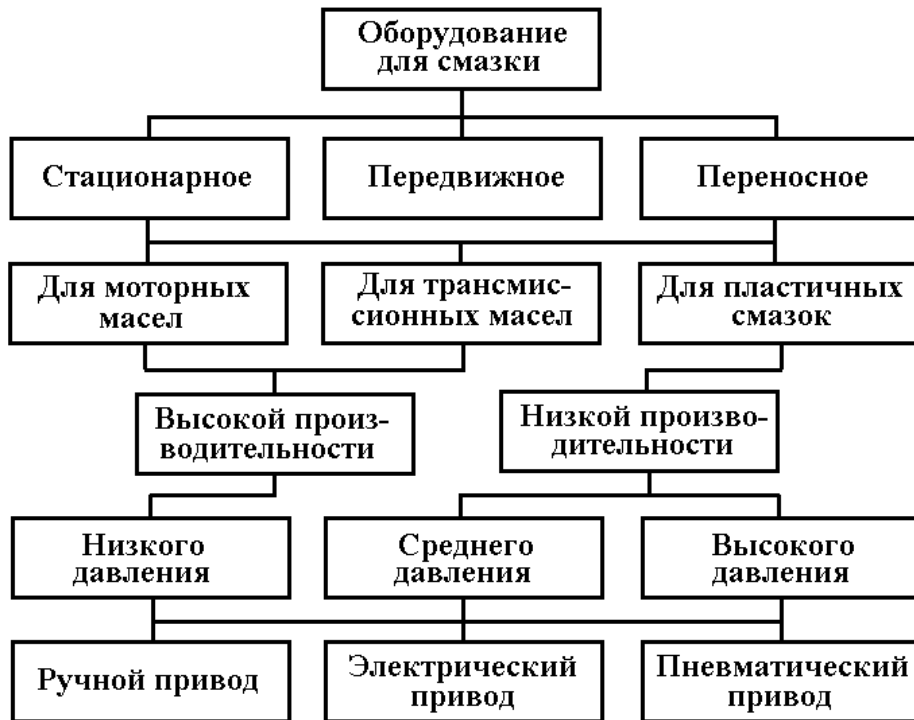 Оборудование
для смазки
Стационарное
Передвижное
Переносное
Для моторных
масел
Для трансмис-
сионных масел
Для пластичных
смазок
Высокой произ-
водительности
Низкой произво-
дительности
Низкого
давления
Среднего
давления
Высокого
давления
Ручной привод
Электрический
привод
Пневматический
привод